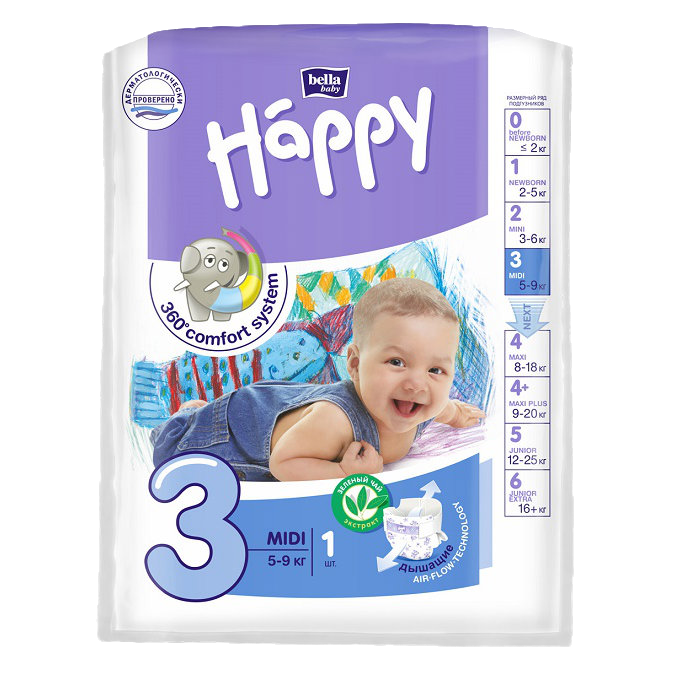 ДЕРМАТОЛОГИЧЕСКИ
ПРОВЕРЕНО
bella
baby
Happy
360° comfort system
РАЗМЕРНЫЙ РЯД
ПОДГУЗНИКОВ
0
before
NEWBORN
≤ 2 кг
1
NEWBORN
2-5 кг
2
MINI
3-6 кг
3
MIDI
5-9 кг
NEXT
4
MAXI
8-18 кг
4+
MAXI PLUS
9-20 кг
5
JUNIOR
12-25 кг
6
JUNIOR
EXTRA
16+ кг
3
MIDI
5-9 кг
1
шт.
ЗЕЛЕНЫЙ ЧАЙ
экстракт
дышащие
AIR-FLOW-TECHNOLOGY